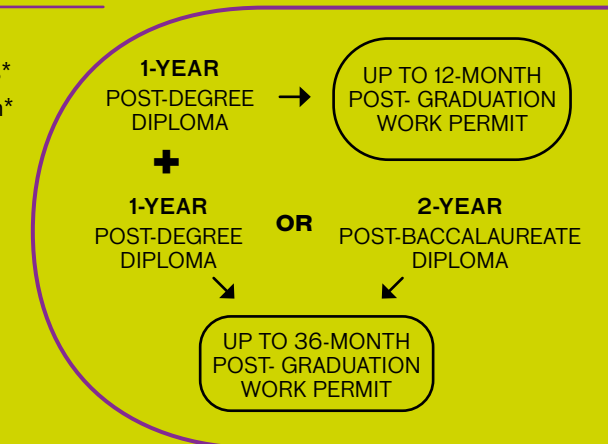 *
n*
1-YEAR
POST-DEGREE
DIPLOMA
→
UP TO 12-MONTH
POST- GRADUATION
WORK PERMIT
+
1-YEAR
POST-DEGREE
DIPLOMA
OR
2-YEAR
POST-BACCALAUREATE
DIPLOMA
UP TO 36-MONTH
POST- GRADUATION
WORK PERMIT